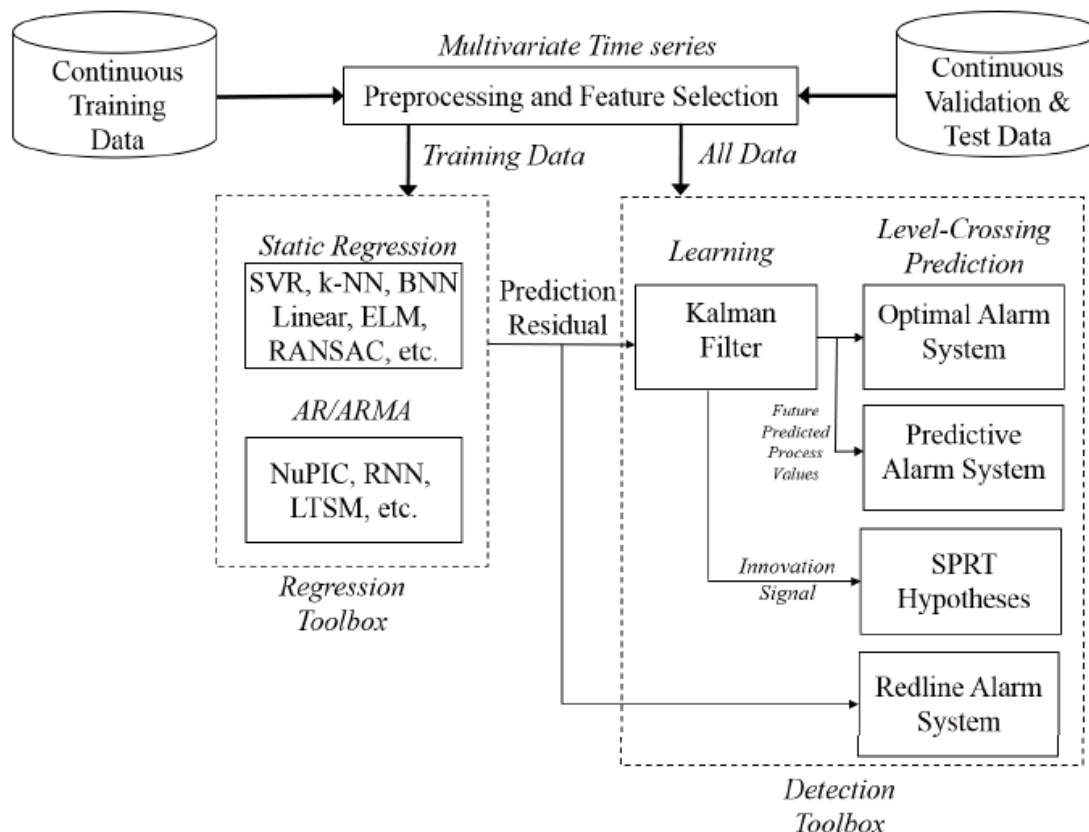 Continuous
Training
Data
Multivariate Time series
Preprocessing and Feature Selection
Continuous
Validation &
Test Data
Training Data
All Data
Static Regression
SVR, k-NN, BNN
Linear, ELM,
RANSAC, etc.
AR/ARMA
NuPIC, RNN,
LTSM, etc.
Regression
Toolbox
Prediction
Residual
Learning
Kalman
Filter
Level-Crossing
Prediction
Optimal Alarm
System
Future
Predicted
Process
Values
Predictive
Alarm System
Innovation
Signal
SPRT
Hypotheses
Redline Alarm
System
Detection
Toolbox